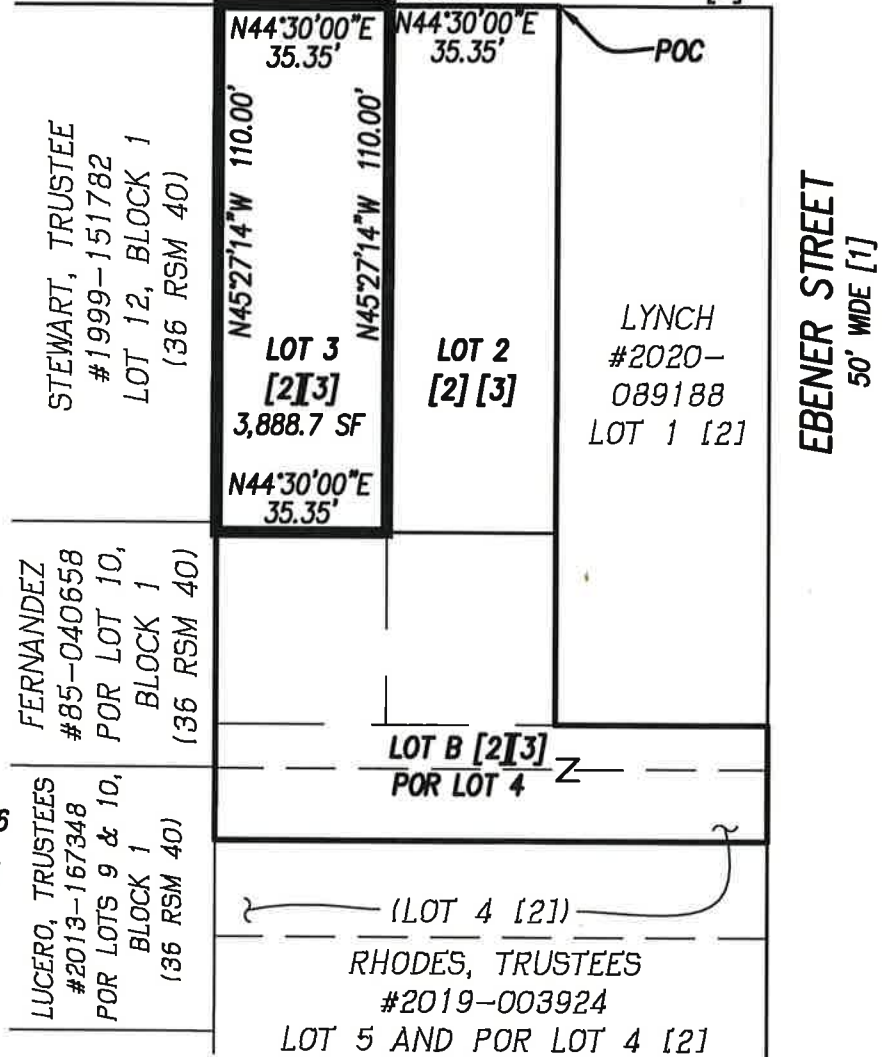 N44°30'00"E
35.35'
N44°30'00"E
35.35'
POC
STEWART, TRUSTEE
#1999-151782
LOT 12, BLOCK 1
(36 RSM 40)
N45°27'14"W 110.00'
N45°27'14"W 110.00'
LOT 3
[2][3]
3,888.7 SF
N44°30'00"E
35.35'
LOT 2
[2] [3]
LYNCH
#2020-
089188
LOT 1 [2]
EBENER STREET
50' WIDE [1]
FERNANDEZ
#85-040658
POR LOT 10,
BLOCK 1
(36 RSM 40)
LOT B [2][3]
POR LOT 4
Z
LUCERO, TRUSTEES
#2013-167348
POR LOTS 9 & 10,
BLOCK 1
(36 RSM 40)
(LOT 4 [2])
RHODES, TRUSTEES
#2019-003924
LOT 5 AND POR LOT 4 [2]